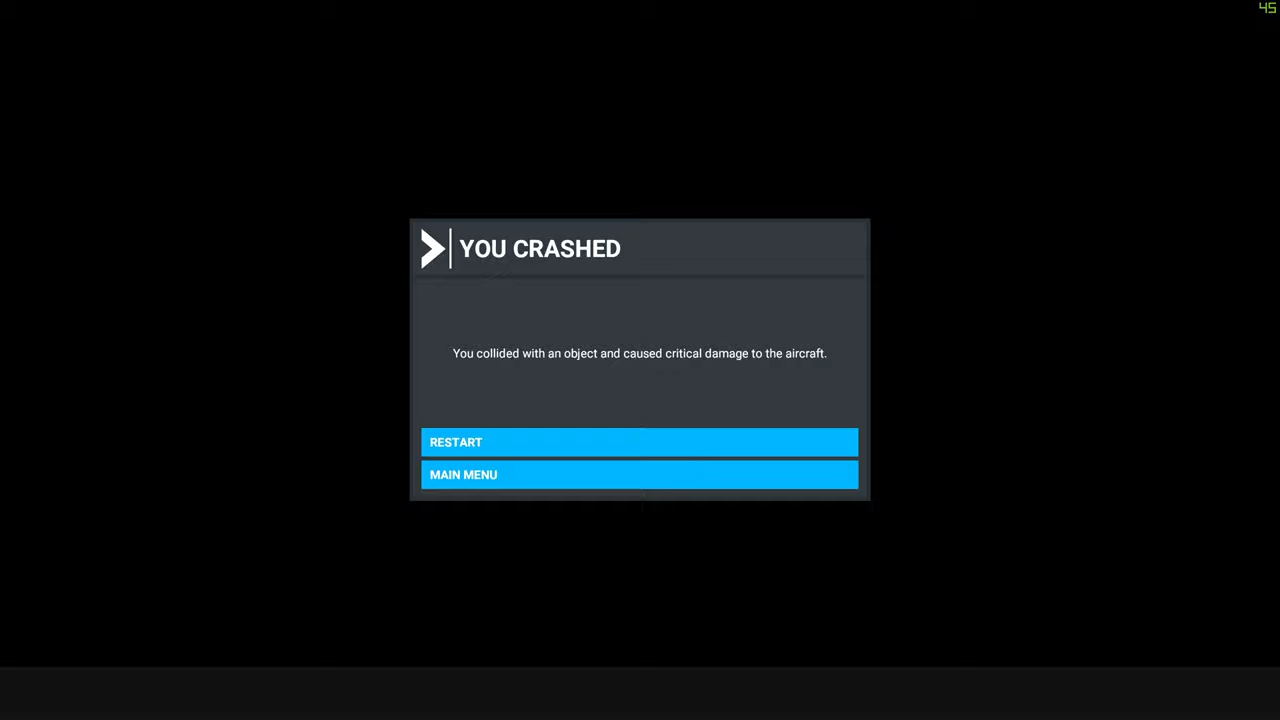 45
YOU CRASHED
You collided with an object and caused critical damage to the aircraft.
RESTART
MAIN MENU